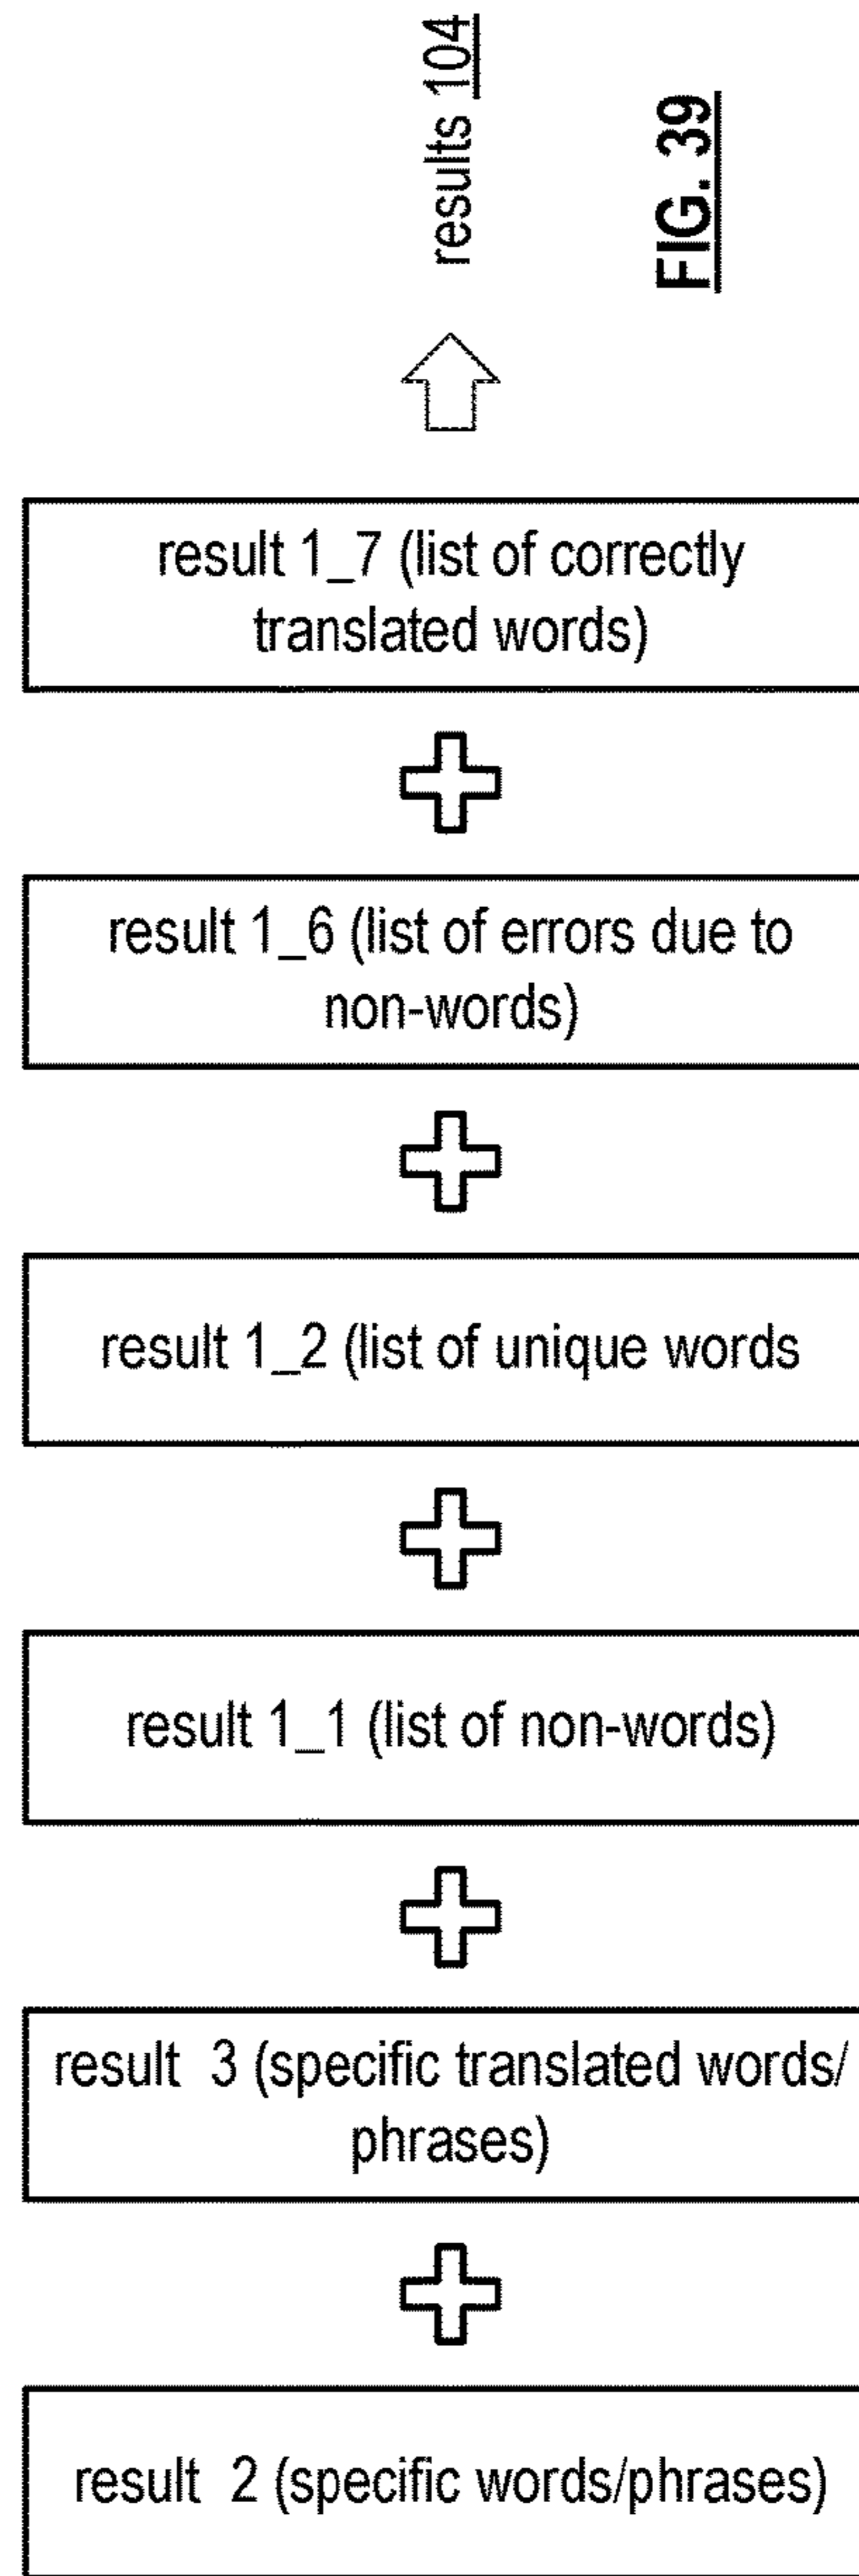 results 104
FIG. 39
result 1_7 (list of correctly
translated words)
result 1_6 (list of errors due to
non-words)
result 1_2 (list of unique words
result 1_1 (list of non-words)
result 3 (specific translated words/
phrases)
result 2 (specific words/phrases)